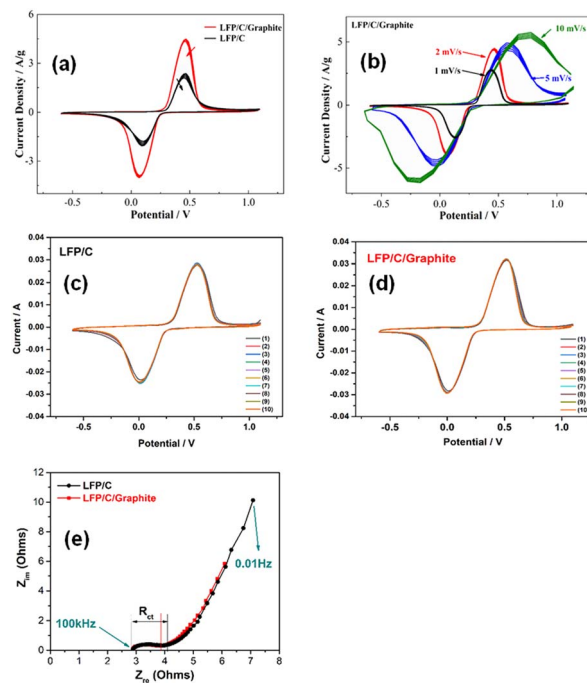 (a)
LFP/C/Graphite
LFP/C
Current Density / A/g
3
0
-3
-0.5
0.0
0.5
1.0
Potential / V
(b)
LFP/C/Graphite
10 mV/s
2 mV/s
1 mV/s
5 mV/s
Current Density / A/g
5
0
-5
-0.5
0.0
0.5
1.0
Potential / V
LFP/C
(c)
Current / A
0.04
0.03
0.02
0.01
0.00
-0.01
-0.02
-0.03
-0.04
(1)
(2)
(3)
(4)
(5)
(6)
(7)
(8)
(9)
(10)
-0.5
0.0
0.5
1.0
Potential / V
LFP/C/Graphite
(d)
Current / A
0.04
0.03
0.02
0.01
0.00
-0.01
-0.02
-0.03
-0.04
(1)
(2)
(3)
(4)
(5)
(6)
(7)
(8)
(9)
(10)
-0.5
0.0
0.5
1.0
Potential / V
LFP/C
LFP/C/Graphite
(e)
Zim (Ohms)
12
10
8
6
4
2
0
0.01Hz
Rct
100kHz
2 3 4 5 6 7 8
Zre (Ohms)